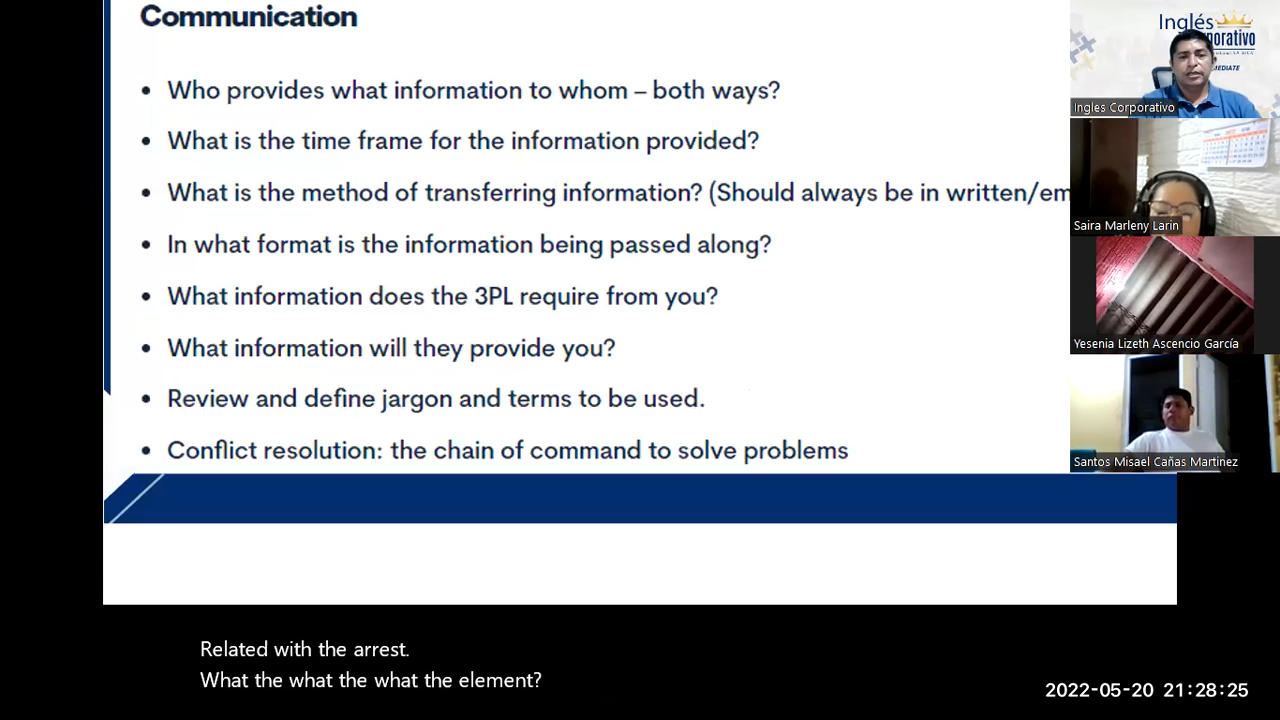 Communication
• Who provides what information to whom – both ways?
• What is the time frame for the information provided?
• What is the method of transferring information? (Should always be in written/em
• In what format is the information being passed along?
• What information does the 3PL require from you?
• What information will they provide you?
• Review and define jargon and terms to be used.
• Conflict resolution: the chain of command to solve problems
Inglés
porativo
MEDIATE
Ingles Corporativo
Saira Marleny Larin
Yesenia Lizeth Ascencio García
Santos Misael Cañas Martinez
Related with the arrest.
What the what the what the element?
2022-05-20 21:28:25